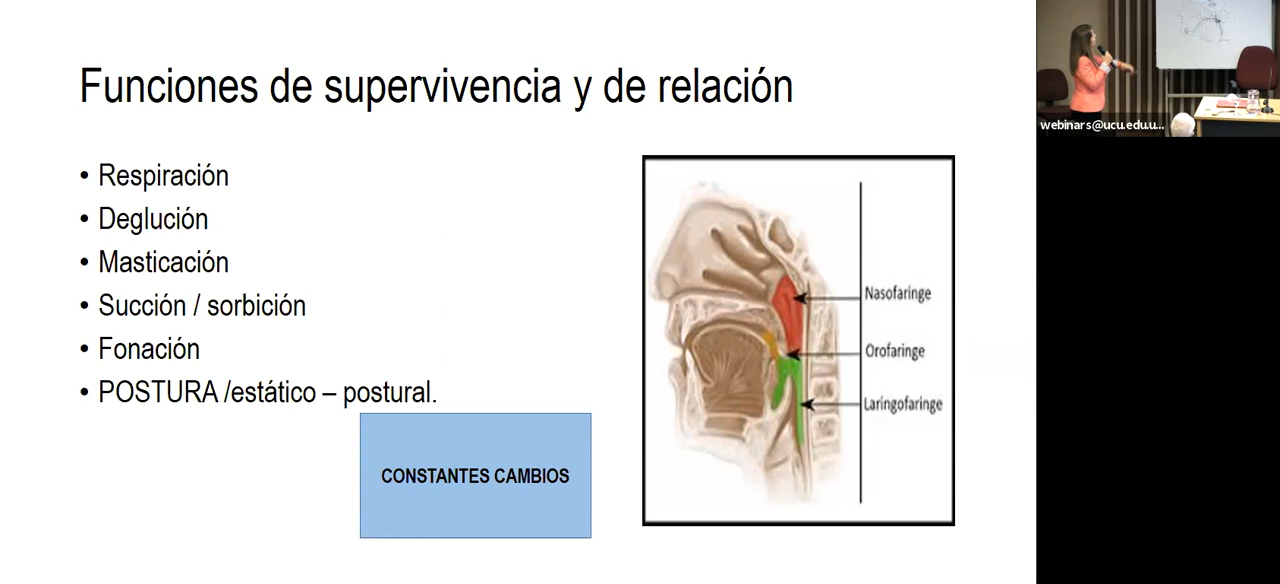 Funciones de supervivencia y de relación
• Respiración
• Deglución
• Masticación
• Succión / sorbición
• Fonación
• POSTURA /estático – postural.
CONSTANTES CAMBIOS
Nasofaringe
Orofaringe
Laringofaringe
webinars@ucu.edu.u...